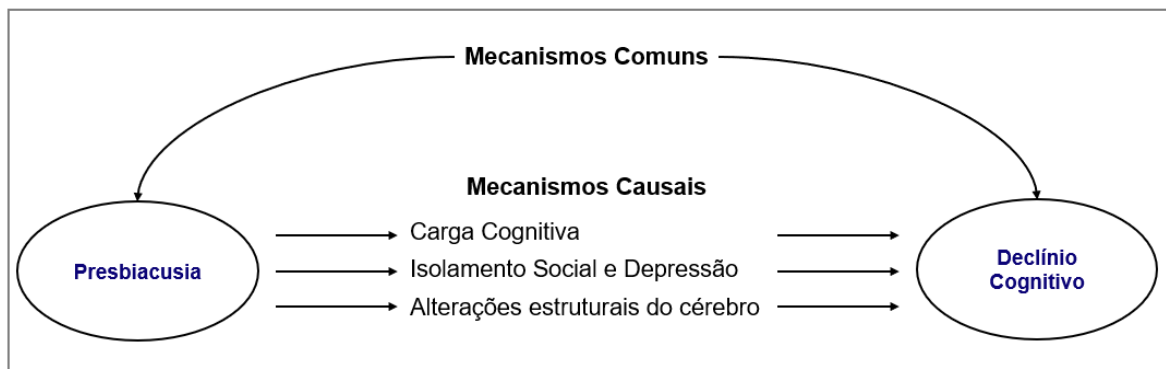 Mecanismos Comuns
Mecanismos Causais
Carga Cognitiva
Presbiacusia
Isolamento Social e Depressão
Declínio
Cognitivo
Alterações estruturais do cérebro